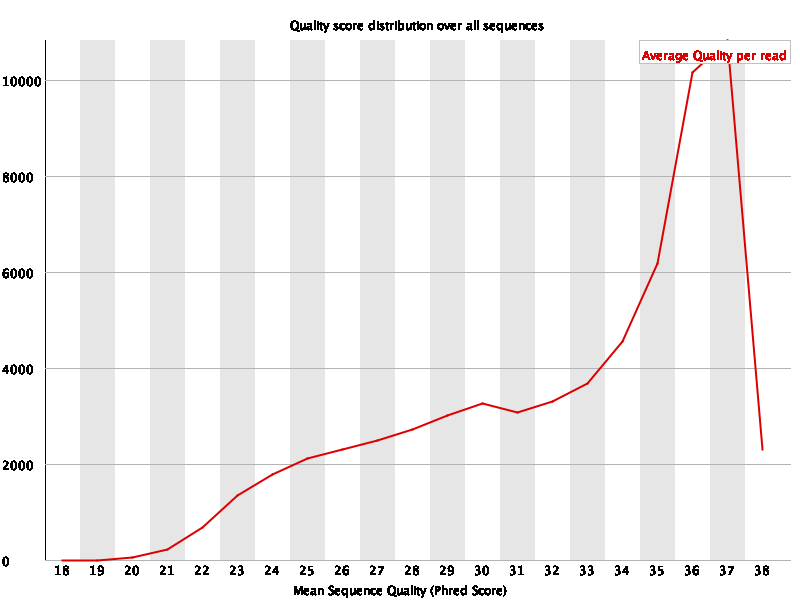 Quality score distribution over all sequences
Average Quality per read
10000
8000
6000
4000
2000
0
18 19 20 21 22 23 24 25 26 27 28 29 30 31 32 33 34 35 36 37 38
Mean Sequence Quality (Phred Score)